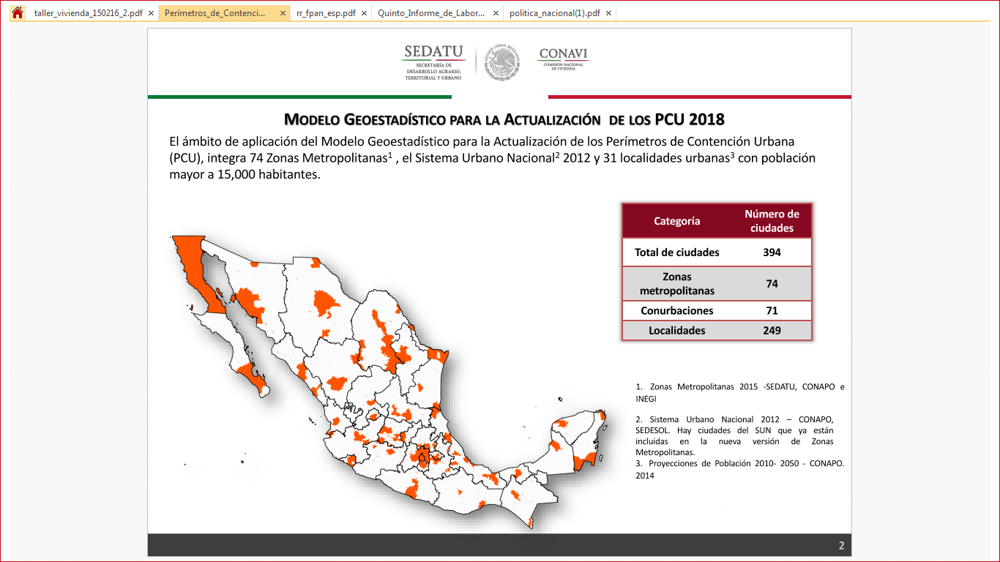 taller_vivienda_150216_2.pdf
Perímetros_de_Contenci...
rr_fpan_esp.pdf
Quinto_Informe_de_Labor...
politica_nacional(1).pdf
SEDATU
SECRETARÍA DE
DESARROLLO AGRARIO,
TERRITORIAL Y URBANO
ESTADOS UNIDOS MEXICANOS
CONAVI
COMISIÓN NACIONAL
DE VIVIENDA
MODELO GEOESTADÍSTICO PARA LA ACTUALIZACIÓN DE LOS PCU 2018
El ámbito de aplicación del Modelo Geoestadístico para la Actualización de los Perímetros de Contención Urbana
(PCU), integra 74 Zonas Metropolitanas¹ , el Sistema Urbano Nacional² 2012 y 31 localidades urbanas³ con población
mayor a 15,000 habitantes.
Categoría
Número de
ciudades
Total de ciudades 394
Zonas
metropolitanas
74
Conurbaciones 71
Localidades 249
1. Zonas Metropolitanas 2015 -SEDATU, CONAPO e
INEGI
2. Sistema Urbano Nacional 2012 – CONAPO,
SEDESOL. Hay ciudades del SUN que ya están
incluidas en la nueva versión de Zonas
Metropolitanas.
3. Proyecciones de Población 2010- 2050 - CONAPO.
2014
2